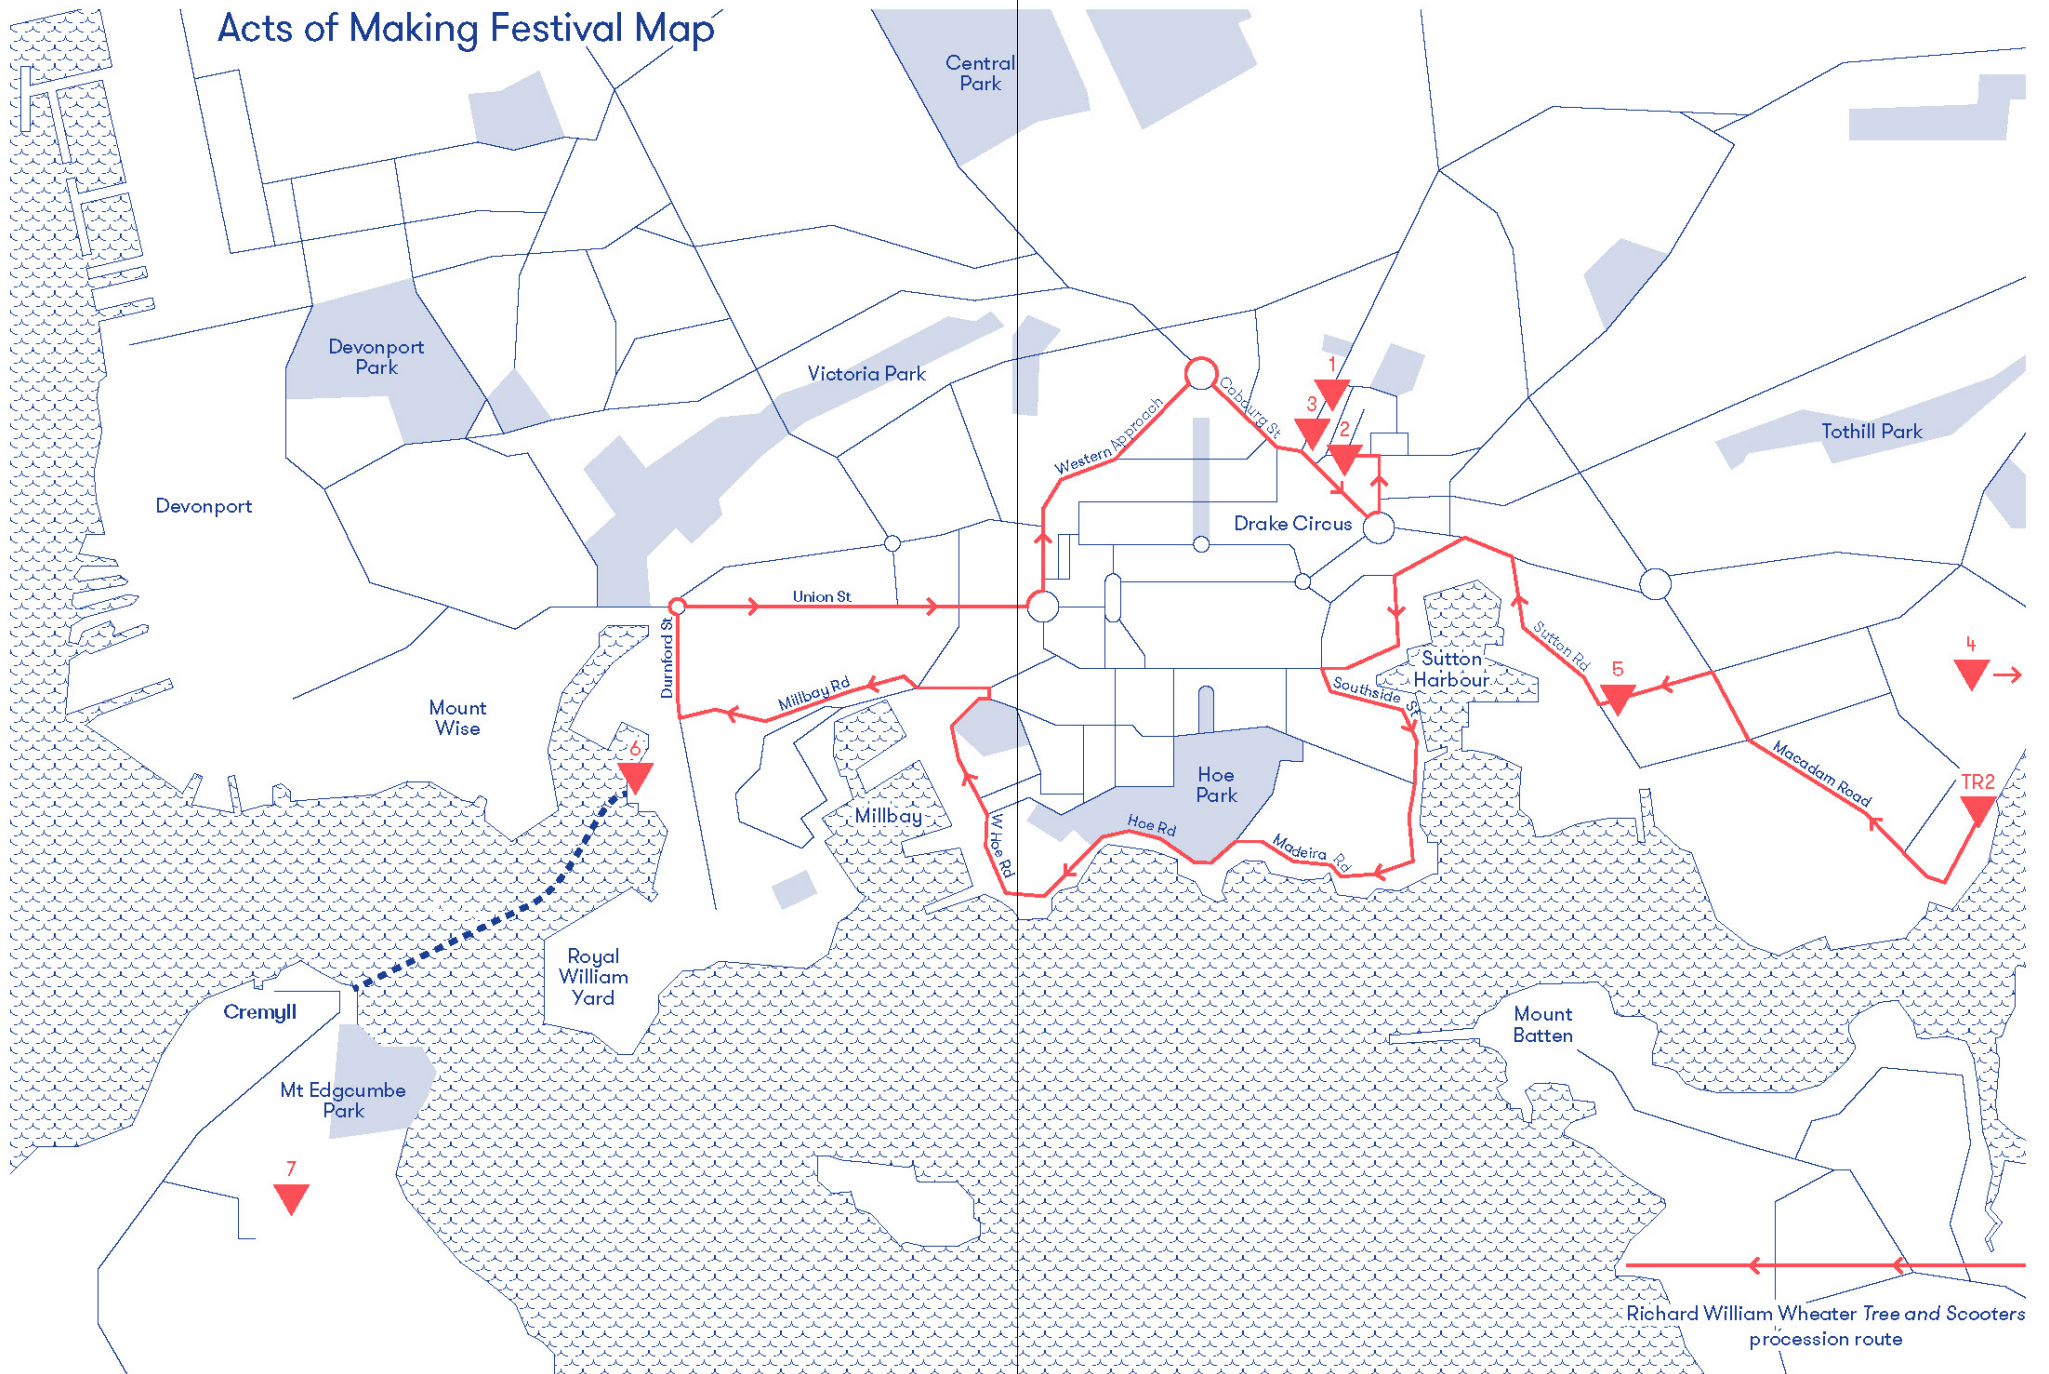 Acts of Making Festival Map
Central
Park
Devonport
Park
Victoria Park
Cobourg St
Western Approach
1
3
2
Tothill Park
Devonport
Drake Circus
Union St
Durnford St
Millbay Rd
Mount
Wise
Sutton
Harbour
Sutton Rd
Southside St
5
4
Macadam Road
TR2
6
Hoe
Park
Millbay
Hoe Rd
W Hoe Rd
Madeira Rd
Royal
William
Yard
Cremyll
Mount
Batten
Mt Edgcumbe
Park
7
Richard William Wheater Tree and Scooters
procession route